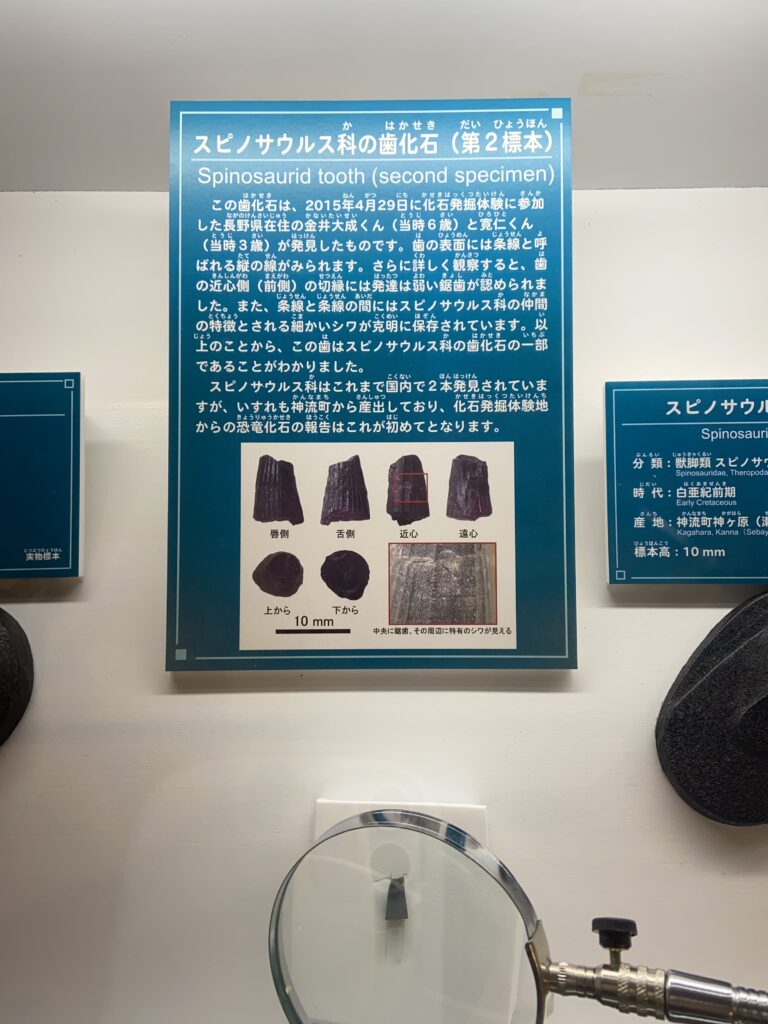 スピノサウルス科の歯化石（第２標本）
Spinosaurid tooth (second specimen)
この歯化石は、2015年4月29日に化石発掘体験に参加
した長野県在住の金井大成くん（当時６歳）と寛仁くん
（当時３歳）が発見したものです。歯の表面には条線と呼
ばれる縦の線がみられます。さらに詳しく観察すると、歯
の近心側（前側）の切縁には発達は弱い鋸歯が認められま
した。また、条線と条線の間にはスピノサウルス科の仲間
の特徴とされる細かいシワが克明に保存されています。以
上のことから、この歯はスピノサウルス科の歯化石の一部
であることがわかりました。
スピノサウルス科はこれまで国内で２本発見されていま
すが、いずれも神流町から産出しており、化石発掘体験地
からの恐竜化石の報告はこれが初めてとなります。
唇側 舌側 近心 遠心
上から 下から
10 mm
中央に鋸歯、その周辺に特有のシワが見える
実物標本
スピノサウル
Spinosauri
分 類：獣脚類 スピノサウ
Spinosauridae, Theropoda
時 代：白亜紀前期
Early Cretaceous
産 地：神流町神ヶ原（瀬
Kagahara, Kanna (Sebay
標本高：10 mm